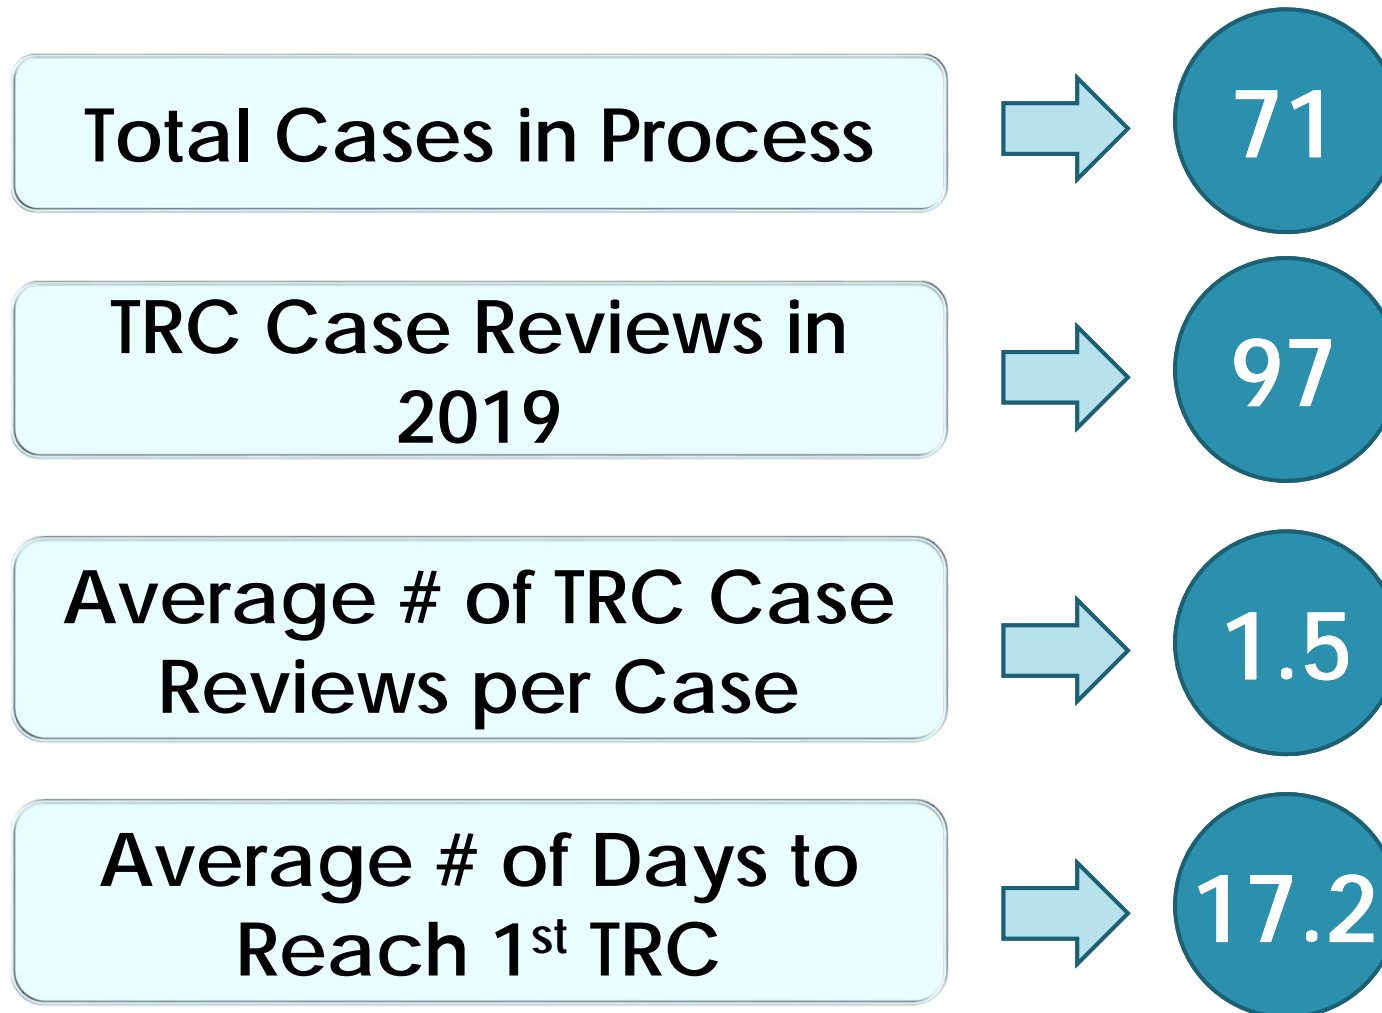 Total Cases in Process
71
TRC Case Reviews in
2019
97
Average # of TRC Case
Reviews per Case
1.5
Average # of Days to
Reach 1st TRC
17.2